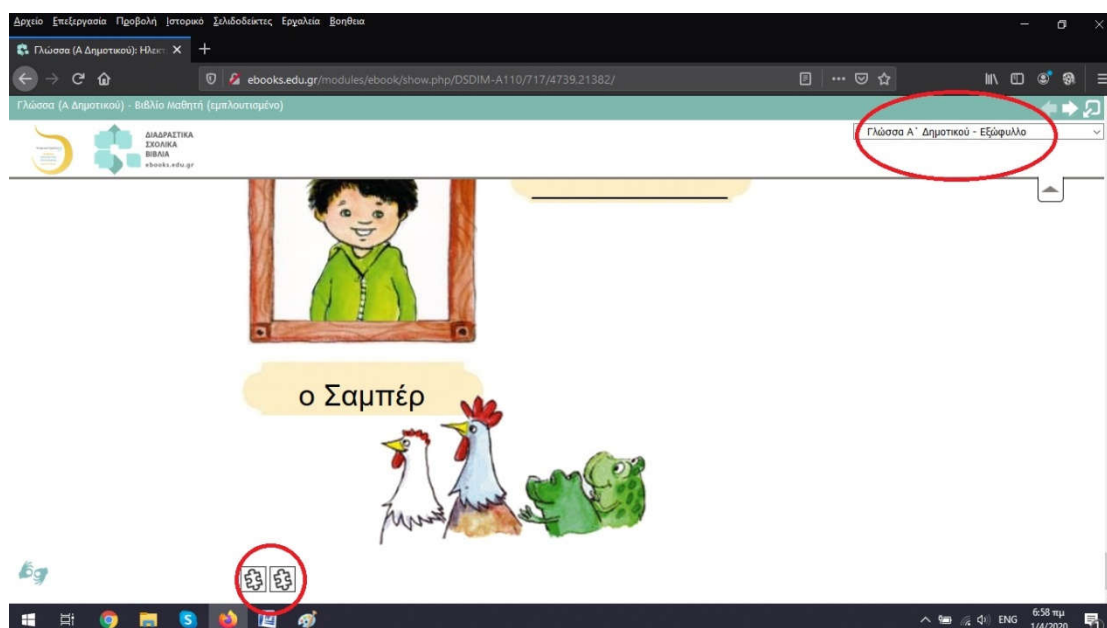 Αρχείο Επεξεργασία Προβολή Ιστορικό Σελιδοδείκτες Εργαλεία Βοήθεια
Γλώσσα (Α Δημοτικού): Ηλεκτ
ebooks.edu.gr/modules/ebook/show.php/DSDIM-A110/717/4739.21382/
Γλώσσα (Α Δημοτικού) - Βιβλίο Μαθητή (εμπλουτισμένο)
ΔΙΑΔΡΑΣΤΙΚΑ
ΣΧΟΛΙΚΑ
ΒΙΒΛΙΑ
ebooks.edu.gr
Γλώσσα Α΄ Δημοτικού - Εξώφυλλο
ο Σαμπέρ
ENG
6:58 πμ
1/4/2020